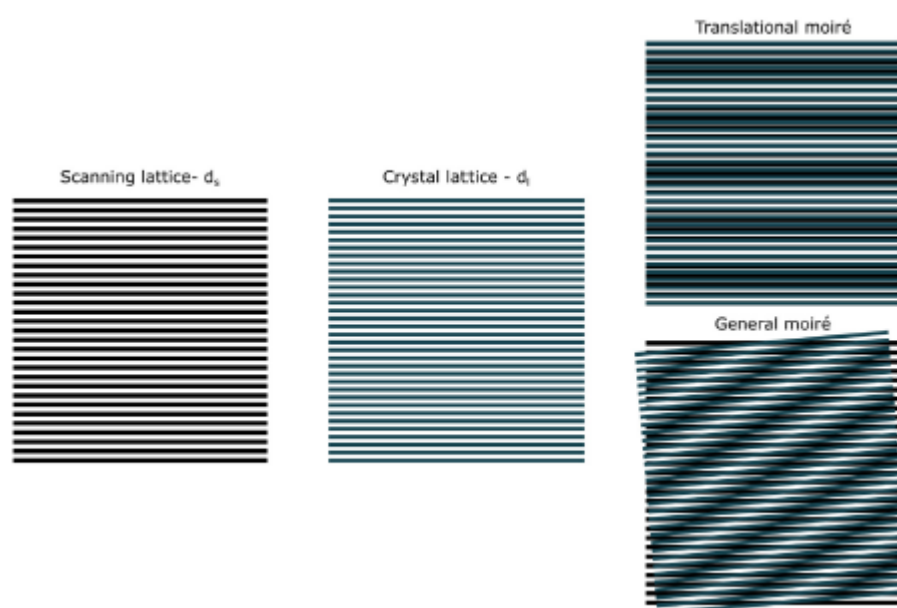 Translational moiré
Scanning lattice- dₛ
Crystal lattice - dₗ
General moiré